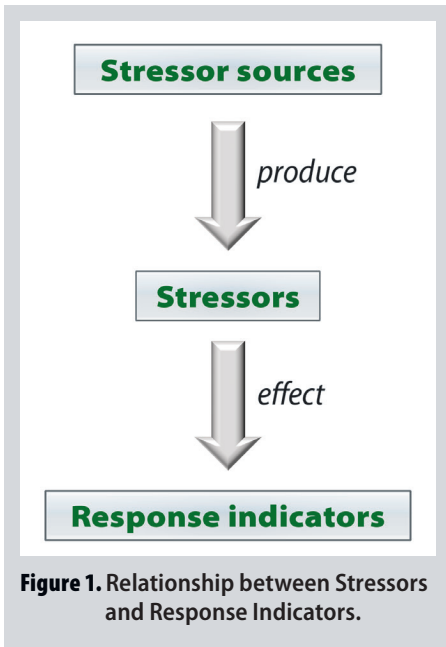 Stressor sources
produce
Stressors
effect
Response indicators
Figure 1. Relationship between Stressors
and Response Indicators.